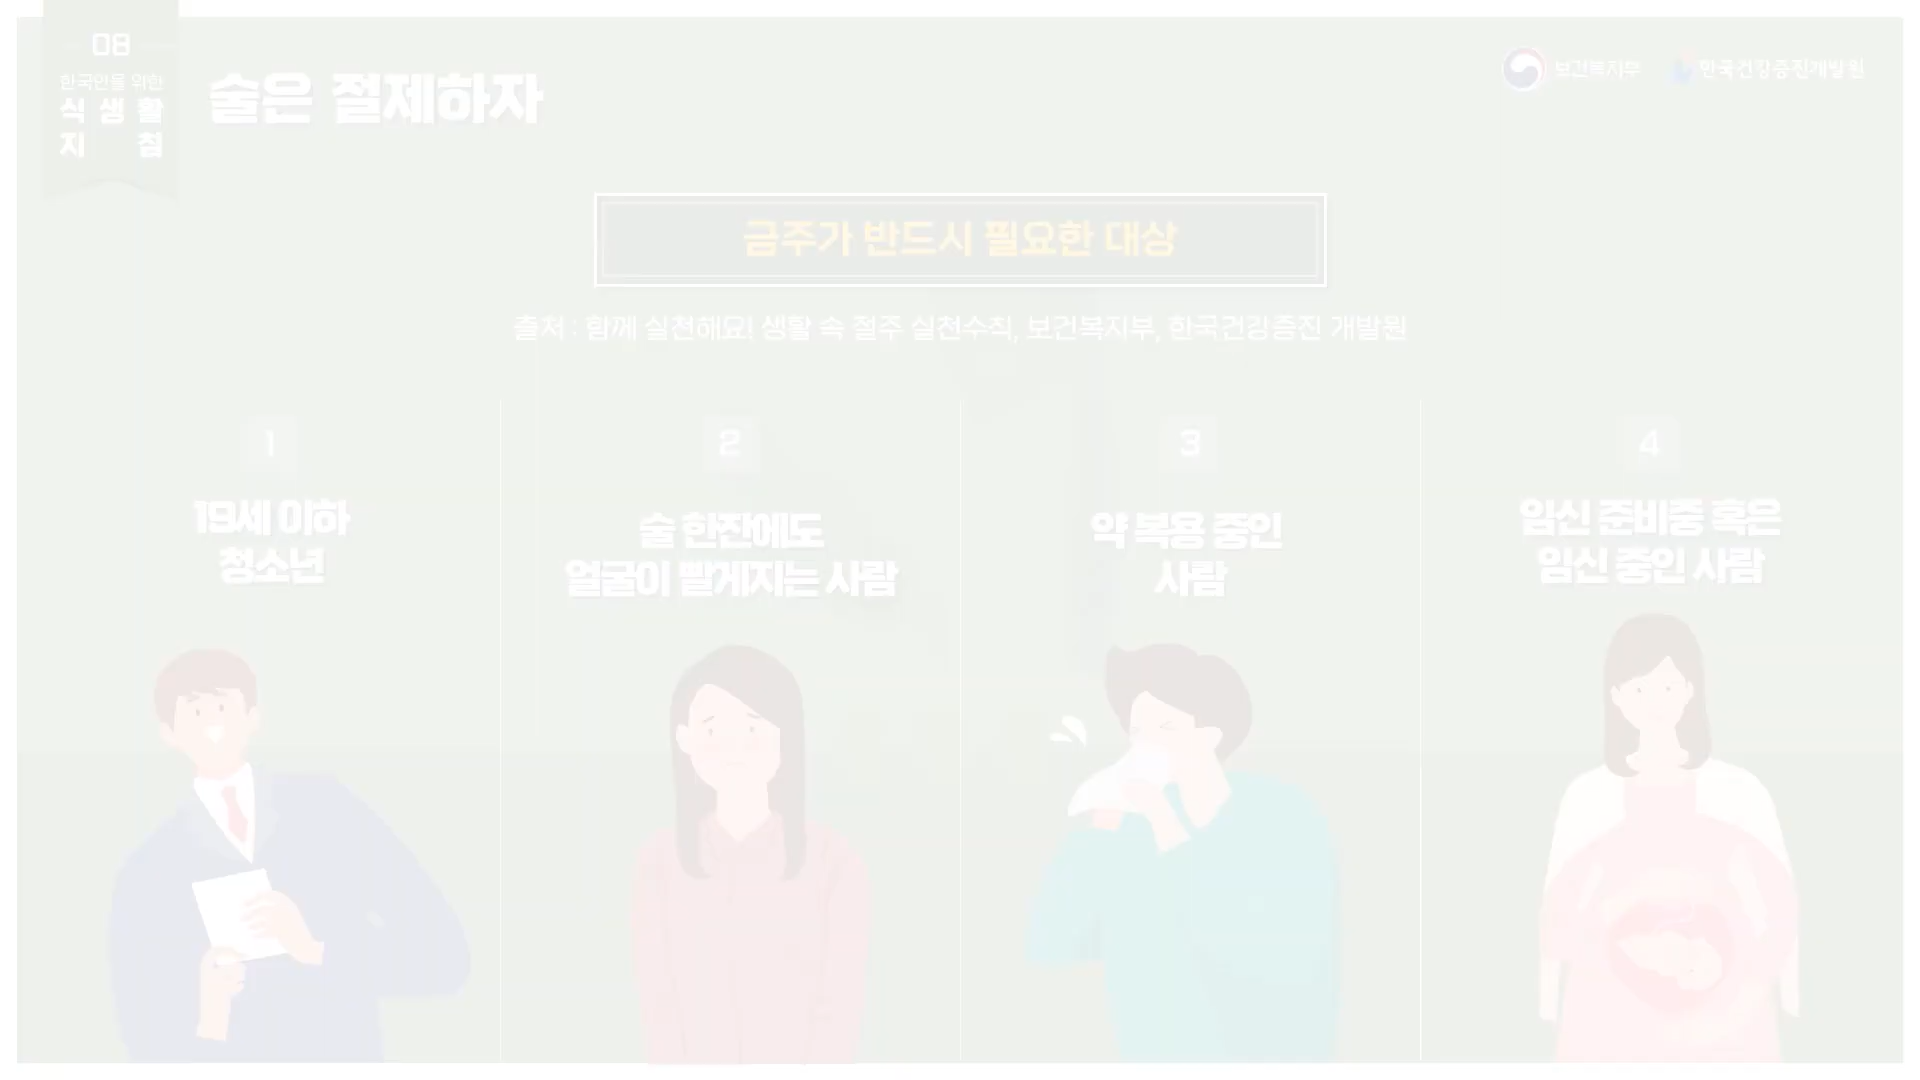 08
한국인을 위한
식 생 활
지 침
술은 절제하자
보건복지부
한국건강증진개발원
금주가 반드시 필요한 대상
출처 : 함께 실천해요! 생활 속 절주 실천수칙, 보건복지부, 한국건강증진 개발원
1
19세 이하
청소년
2
술 한잔에도
얼굴이 빨게지는 사람
3
약 복용 중인
사람
4
임신 준비중 혹은
임신 중인 사람